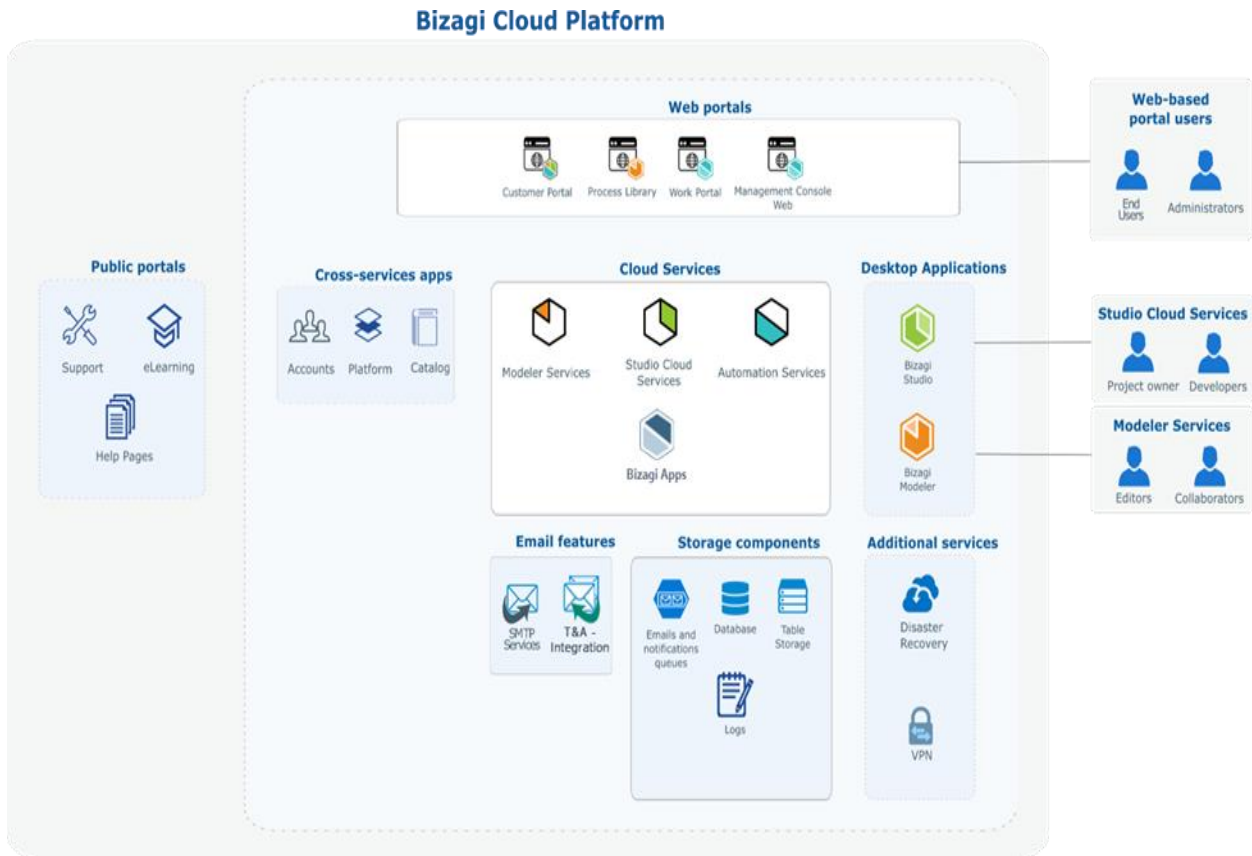 Bizagi Cloud Platform
Web portals
Customer Portal
Process Library
Work Portal
Management Console
Web
Web-based
portal users
End
Users
Administrators
Public portals
Support
eLearning
Help Pages
Cross-services apps
Accounts
Platform
Catalog
Cloud Services
Modeler Services
Studio Cloud
Services
Automation Services
Bizagi Apps
Desktop Applications
Bizagi
Studio
Bizagi
Modeler
Studio Cloud Services
Project owner
Developers
Modeler Services
Editors
Collaborators
Email features
SMTP
Services
T&A -
Integration
Storage components
Emails and
notifications
queues
Database
Table
Storage
Logs
Additional services
Disaster
Recovery
VPN